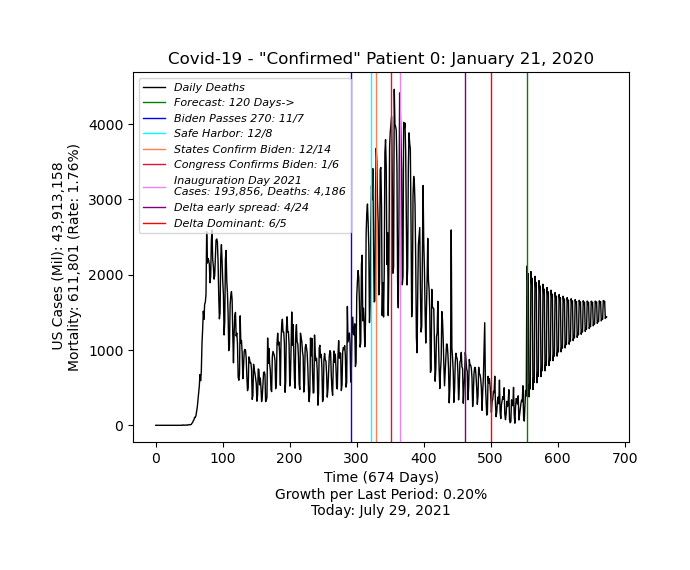 Covid-19 - "Confirmed" Patient 0: January 21, 2020
US Cases (Mil): 43,913,158
Mortality: 611,801 (Rate: 1.76%)
4000
3000
2000
1000
0
Daily Deaths
Forecast: 120 Days->
Biden Passes 270: 11/7
Safe Harbor: 12/8
States Confirm Biden: 12/14
Congress Confirms Biden: 1/6
Inauguration Day 2021
Cases: 193,856, Deaths: 4,186
Delta early spread: 4/24
Delta Dominant: 6/5
0 100 200 300 400 500 600 700
Time (674 Days)
Growth per Last Period: 0.20%
Today: July 29, 2021